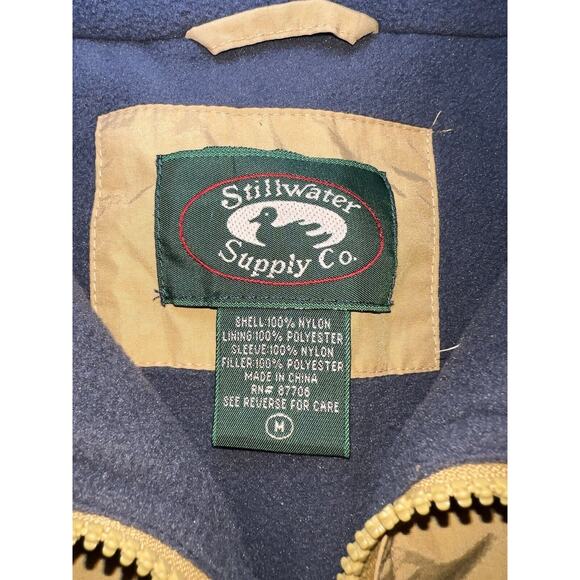 Stillwater
Supply Co.
SHELL:100% NYLON
LINING:100% POLYESTER
SLEEVE:100% NYLON
FILLER:100% POLYESTER
MADE IN CHINA
RN# 87706
SEE REVERSE FOR CARE
M